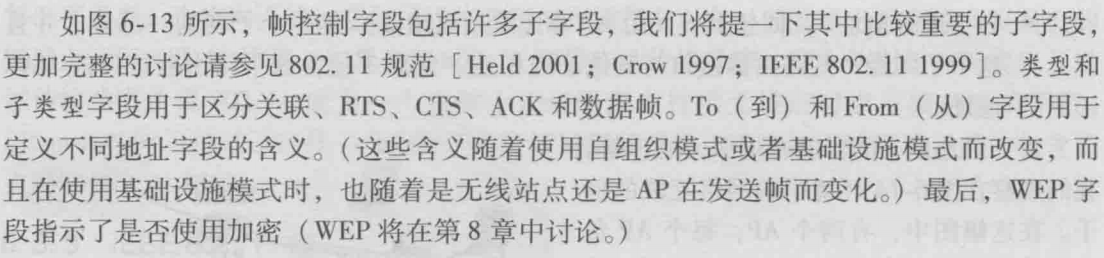 如图 6-13 所示，帧控制字段包括许多子字段，我们将提一下其中比较重要的子字段，
更加完整的讨论请参见 802.11 规范［Held 2001；Crow 1997；IEEE 802.11 1999］。类型和
子类型字段用于区分关联、RTS、CTS、ACK 和数据帧。To（到）和 From（从）字段用于
定义不同地址字段的含义。（这些含义随着使用自组织模式或者基础设施模式而改变，而
且在使用基础设施模式时，也随着是无线站点还是 AP 在发送帧而变化。）最后，WEP 字
段指示了是否使用加密（WEP 将在第 8 章中讨论。）